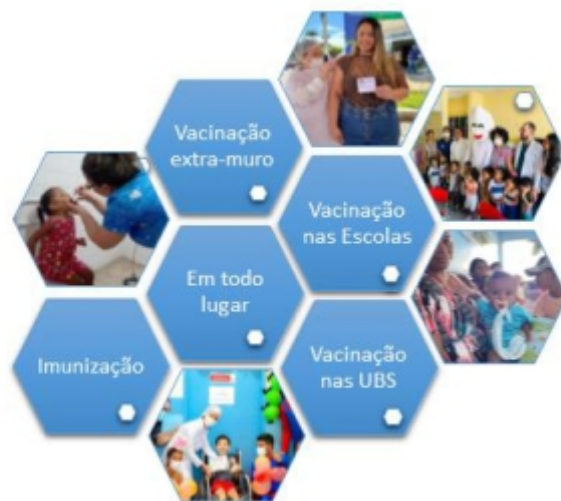 Vacinação
extra-muro
Vacinação
nas Escolas
Em todo
lugar
Imunização
Vacinação
nas UBS